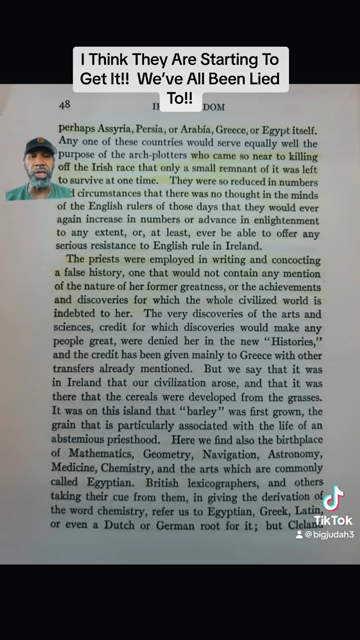 I Think They Are Starting To
Get It!! We've All Been Lied
To!!
48
DOM
perhaps Assyria, Persia, or Arabia, Greece, or Egypt itself.
Any one of these countries would serve equally well the
purpose of the arch-plotters who came so near to killing
off the Irish race that only a small remnant of it was left
to survive at one time. They were so reduced in numbers
circumstances that there was no thought in the minds
of the English rulers of those days that they would ever
again increase in numbers or advance in enlightenment
to any extent, or, at least, ever be able to offer any
serious resistance to English rule in Ireland.
The priests were employed in writing and concocting
a false history, one that would not contain any mention
of the nature of her former greatness, or the achievements
and discoveries for which the whole civilized world is
indebted to her. The very discoveries of the arts and
sciences, credit for which discoveries would make any
people great, were denied her in the new "Histories,"
and the credit has been given mainly to Greece with other
transfers already mentioned. But we say that it was
in Ireland that our civilization arose, and that it was
there that the cereals were developed from the grasses.
It was on this island that "barley" was first grown, the
grain that is particularly associated with the life of an
abstemious priesthood. Here we find also the birthplace
of Mathematics, Geometry, Navigation, Astronomy,
Medicine, Chemistry, and the arts which are commonly
called Egyptian. British lexicographers, and others
taking their cue from them, in giving the derivation of
the word chemistry, refer us to Egyptian, Greek, Latin,
or even a Dutch or German root for it; but Cleland
TikTok
@bigjudah3